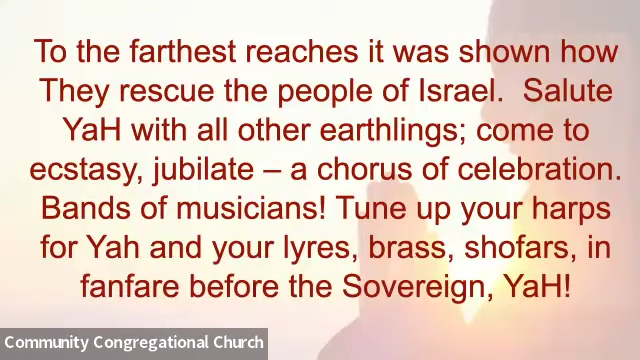 To the farthest reaches it was shown how
They rescue the people of Israel.  Salute
YaH with all other earthlings; come to
ecstasy, jubilate – a chorus of celebration.
Bands of musicians! Tune up your harps
for Yah and your lyres, brass, shofars, in
fanfare before the Sovereign, YaH!
Community Congregational Church